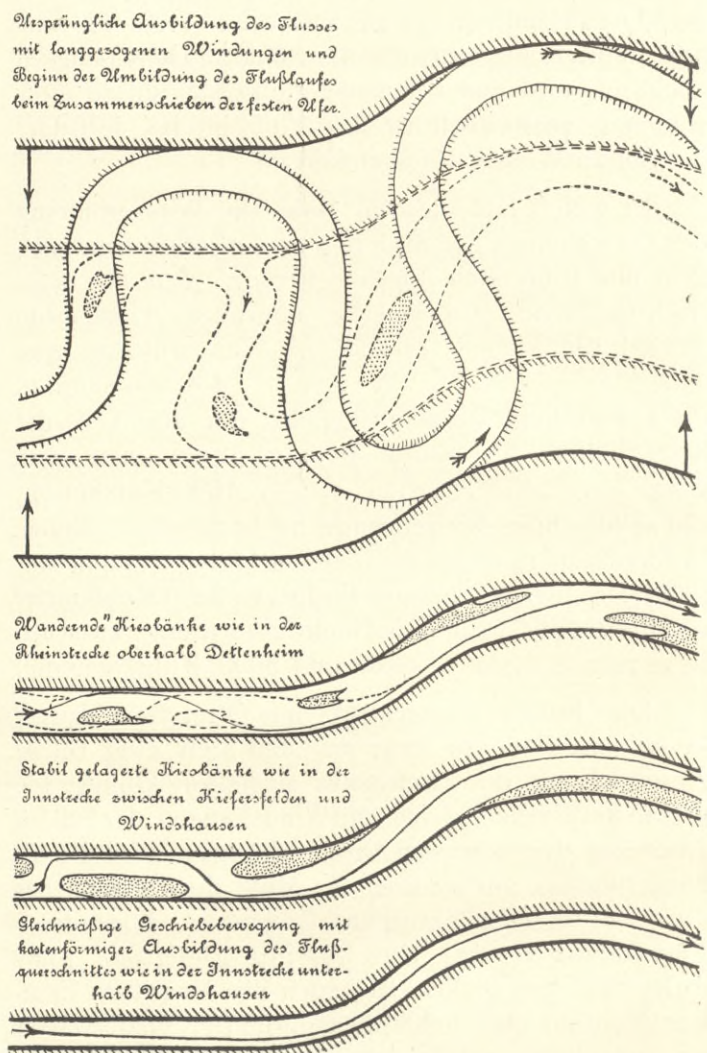 Ursprüngliche Ausbildung des Flusses
mit langgezogenen Windungen und
Beginn der Umbildung des Flußlaufes
beim Zusammenschieben der festen Ufer.
„Wandernde" Kiesbänke wie in der
Rheinstrecke oberhalb Dettenheim
Stabil gelagerte Kiesbänke wie in der
Innstrecke zwischen Kiefersfelden und
Windshausen
Gleichmäßige Geschiebebewegung mit
kastenförmiger Ausbildung des Fluß-
querschnittes wie in der Innstrecke unter-
halb Windshausen